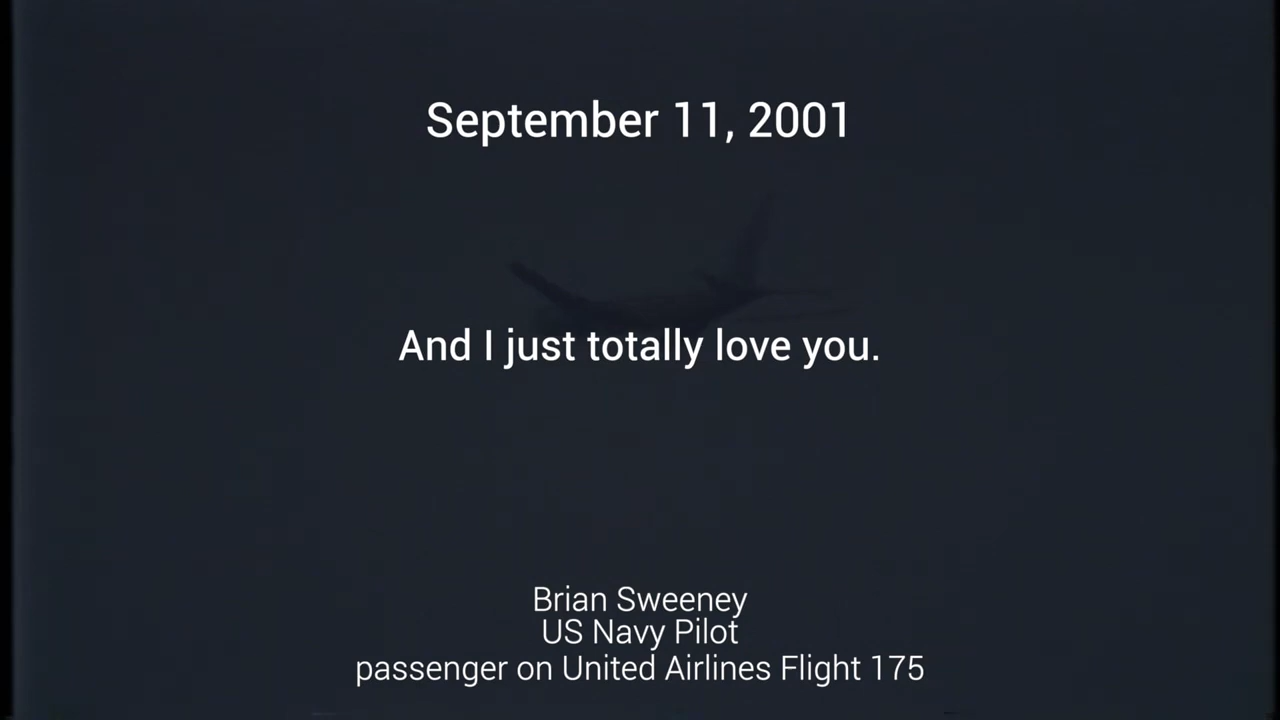 September 11, 2001
And I just totally love you.
Brian Sweeney
US Navy Pilot
passenger on United Airlines Flight 175